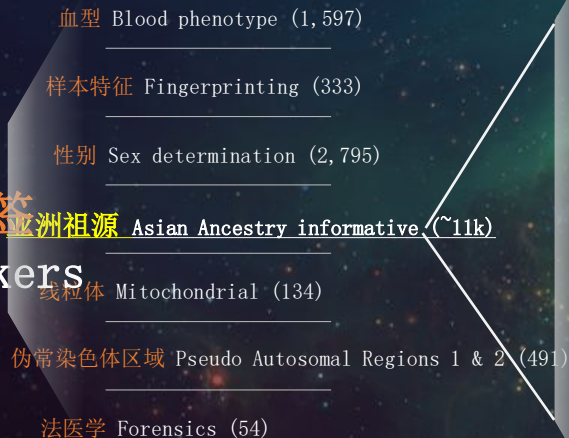 血型 Blood phenotype (1,597)
样本特征 Fingerprinting (333)
性别 Sex determination (2,795)
签
亚洲祖源 Asian Ancestry informative (~11k)
kers
线粒体 Mitochondrial (134)
伪常染色体区域 Pseudo Autosomal Regions 1 & 2 (491)
法医学 Forensics (54)